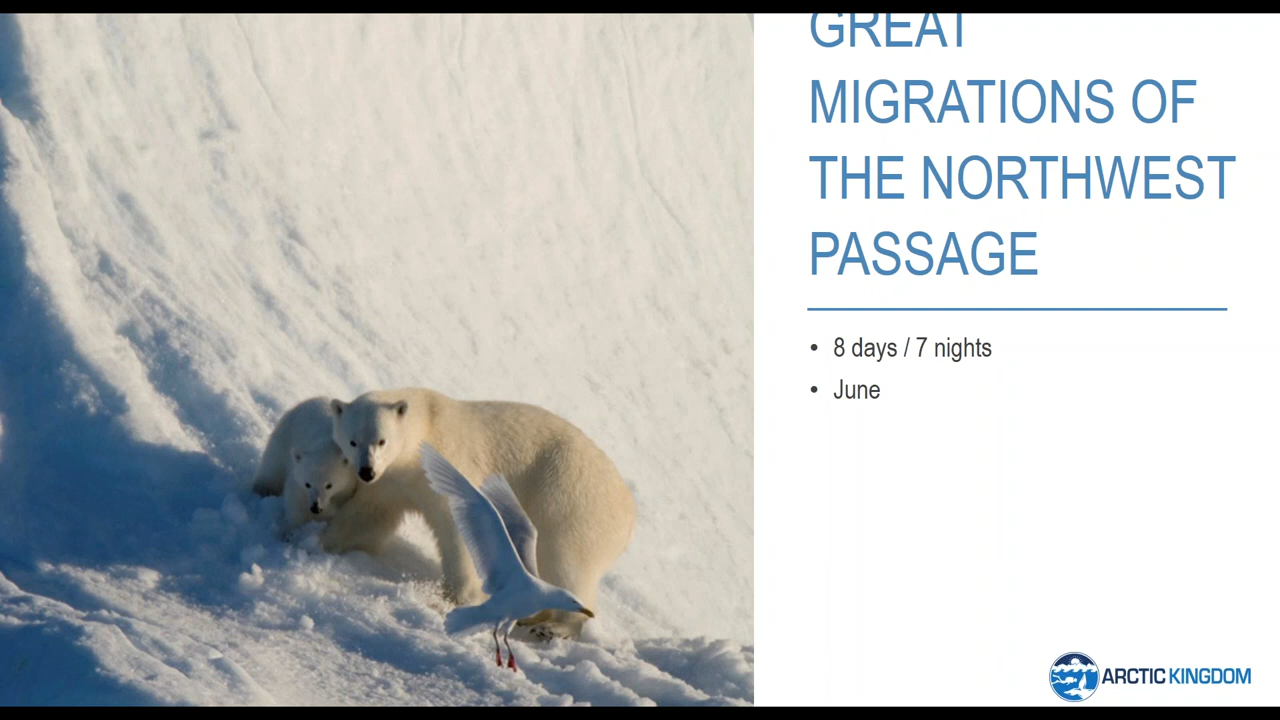 GREAT
MIGRATIONS OF
THE NORTHWEST
PASSAGE
• 8 days / 7 nights
• June
ARCTIC KINGDOM